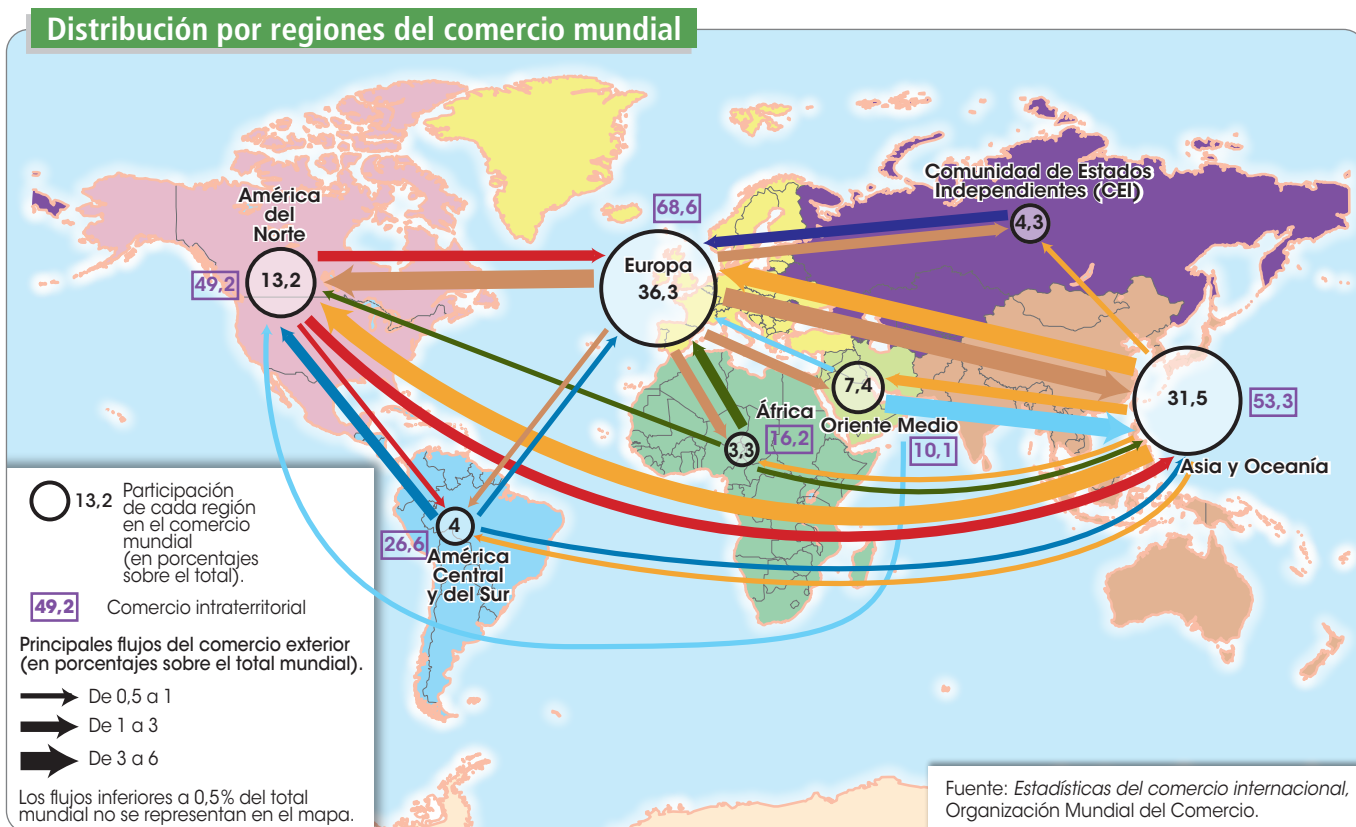 Distribución por regiones del comercio mundial
América
del
Norte
13,2
49,2
68,6
Europa
36,3
Comunidad de Estados
Independientes (CEI)
4,3
7,4
Oriente Medio
10,1
África
16,2
3,3
31,5
53,3
Asia y Oceanía
4
26,6
América
Central
y del Sur
13,2
Participación
de cada región
en el comercio
mundial
(en porcentajes
sobre el total).
49,2
Comercio intraterritorial
Principales flujos del comercio exterior
(en porcentajes sobre el total mundial).
De 0,5 a 1
De 1 a 3
De 3 a 6
Los flujos inferiores a 0,5% del total
mundial no se representan en el mapa.
Fuente: Estadísticas del comercio internacional,
Organización Mundial del Comercio.